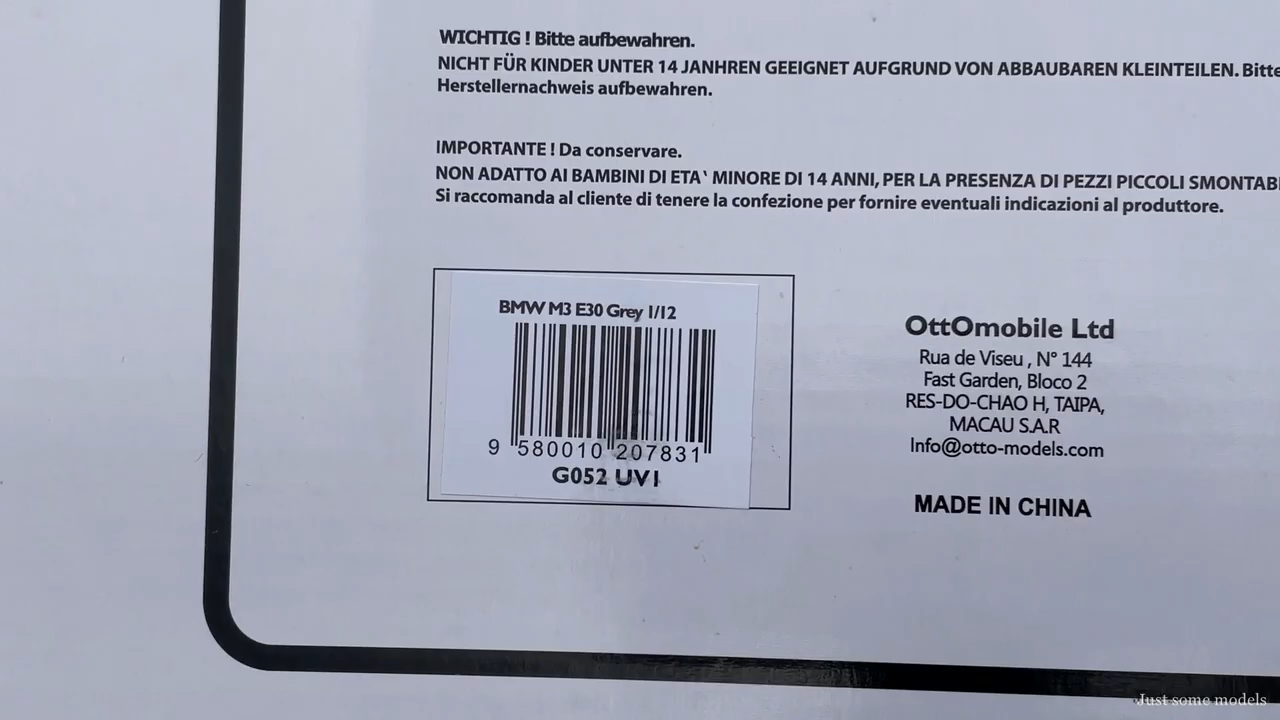 WICHTIG ! Bitte aufbewahren.
NICHT FÜR KINDER UNTER 14 JANHREN GEEIGNET AUFGRUND VON ABBAUBAREN KLEINTEILEN. Bitte
Herstellernachweis aufbewahren.
IMPORTANTE ! Da conservare.
NON ADATTO AI BAMBINI DI ETA‵ MINORE DI 14 ANNI, PER LA PRESENZA DI PEZZI PICCOLI SMONTAB
Si raccomanda al cliente di tenere la confezione per fornire eventuali indicazioni al produttore.
BMW M3 E30 Grey 1/12
9 580010 207831
G052 UV1
OttOmobile Ltd
Rua de Viseu , N° 144
Fast Garden, Bloco 2
RES-DO-CHAO H, TAIPA,
MACAU S.A.R
Info@otto-models.com
MADE IN CHINA
Just some models